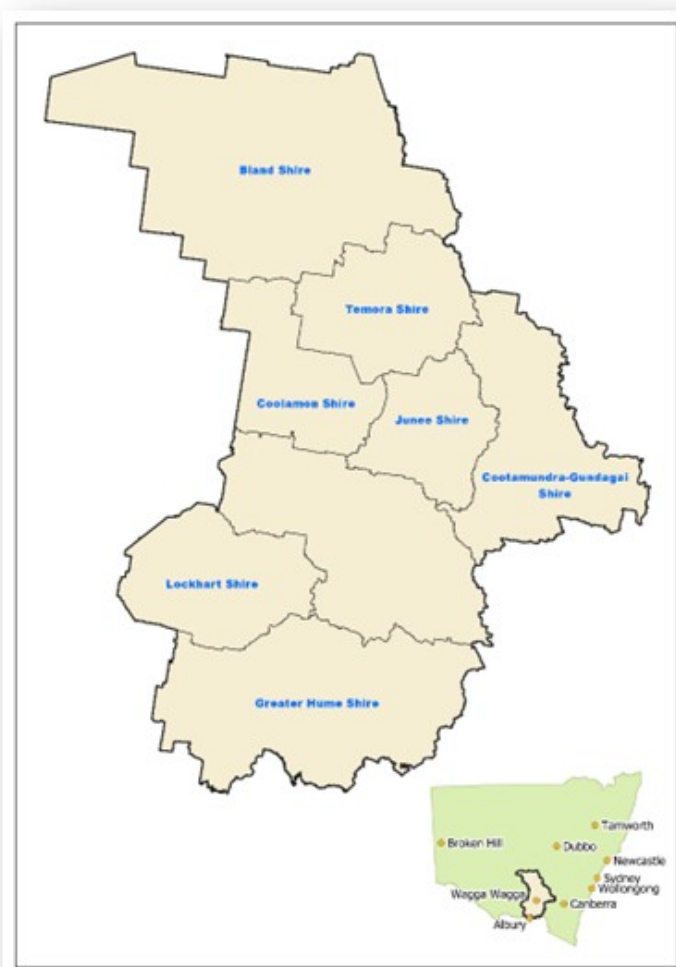 Bland Shire
Temora Shire
Coolamon Shire
Junee Shire
Cootamundra-Gundagai
Shire
Lockhart Shire
Greater Hume Shire
Tamworth
Broken Hill
Dubbo
Newcastle
Sydney
Wollongong
Wagga Wagga
Canberra
Albury